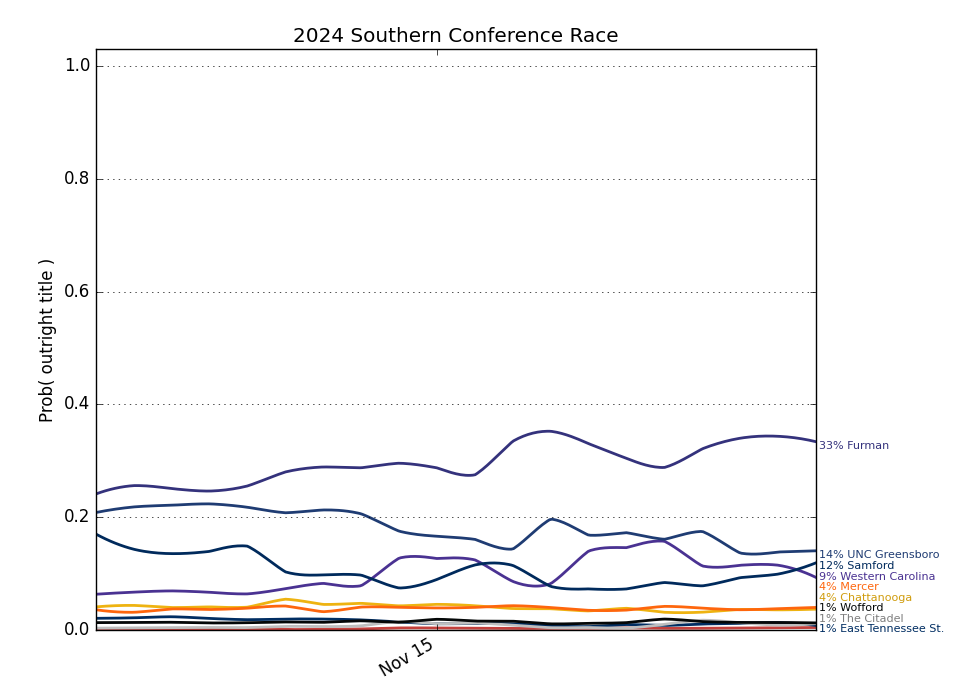 2024 Southern Conference Race
Prob( outright title )
1.0
0.8
0.6
0.4
0.2
0.0
Nov 15
33% Furman
14% UNC Greensboro
12% Samford
9% Western Carolina
4% Mercer
4% Chattanooga
1% Wofford
1% The Citadel
1% East Tennessee St.